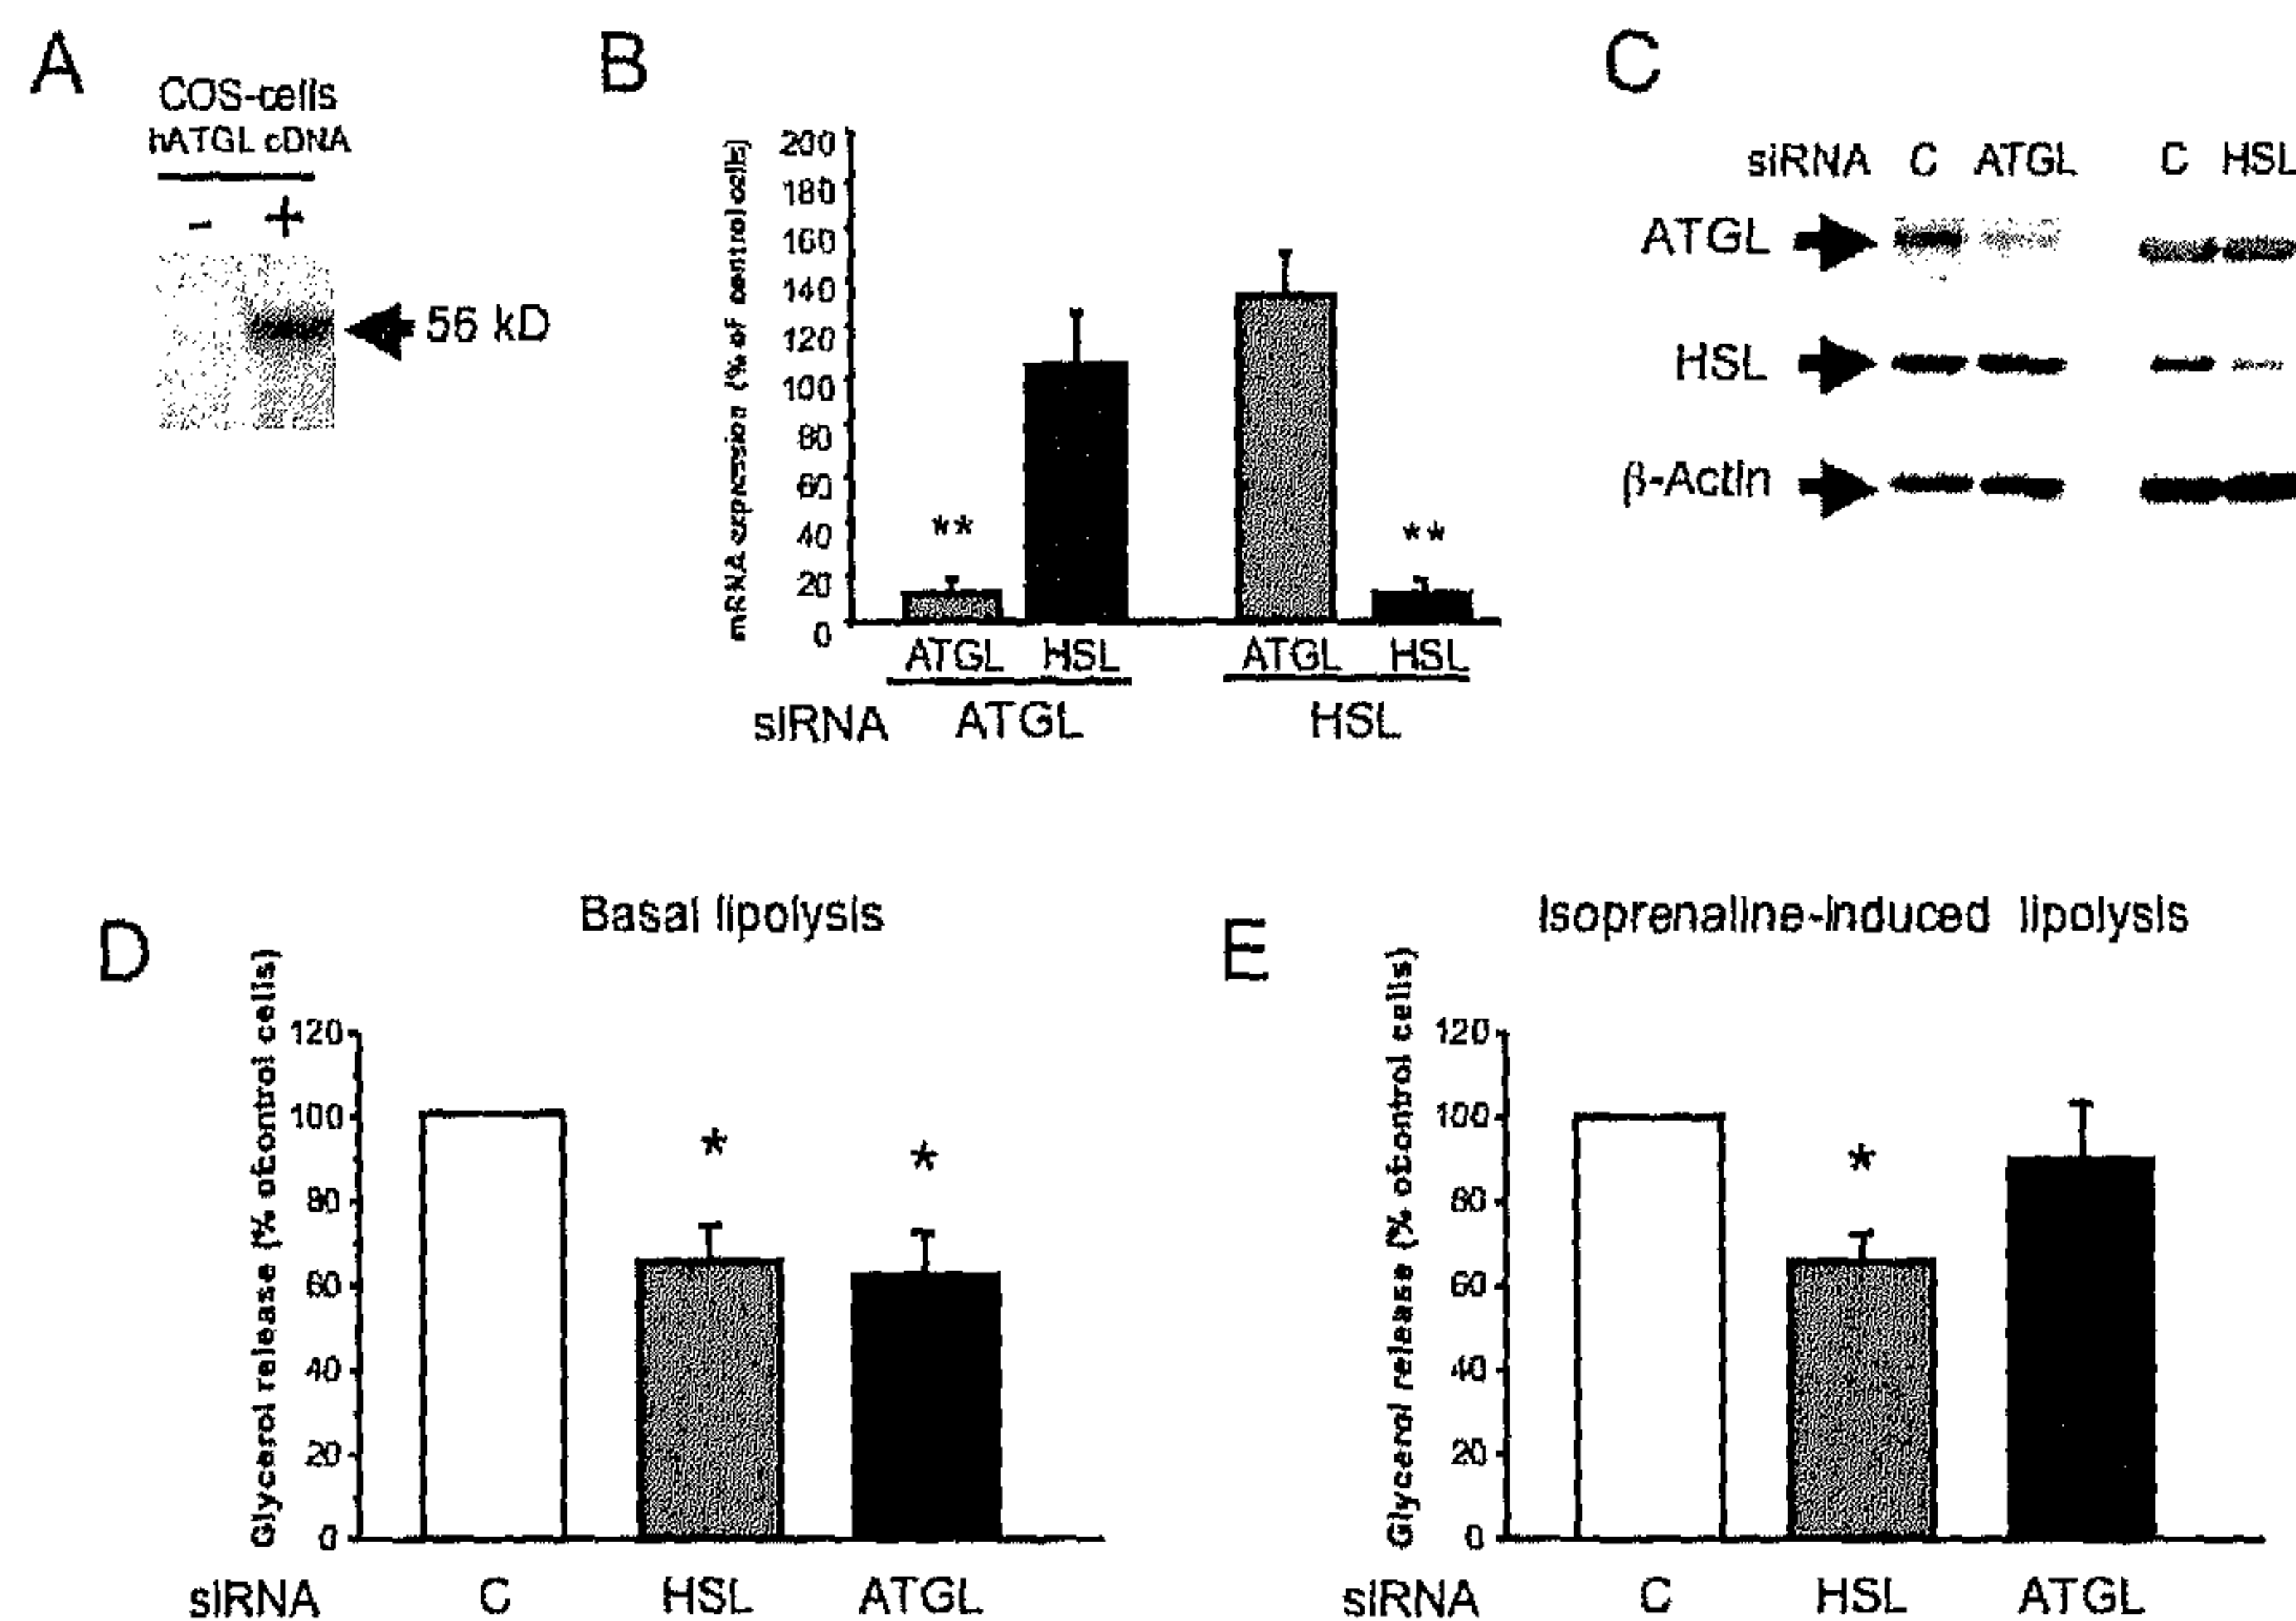 A
COS-cells
hATGL cDNA
- +
56 kD
B
mRNA expression (% of control cells)
200
180
160
140
120
100
80
60
40
20
0
**
**
ATGL HSL ATGL HSL
siRNA ATGL HSL
C
siRNA C ATGL C HSL
ATGL
HSL
β-Actin
D
Basal lipolysis
Glycerol release (% of control cells)
120
100
80
60
40
20
0
*
*
siRNA C HSL ATGL
E
Isoprenaline-induced lipolysis
Glycerol release (% of control cells)
120
100
80
60
40
20
0
*
siRNA C HSL ATGL